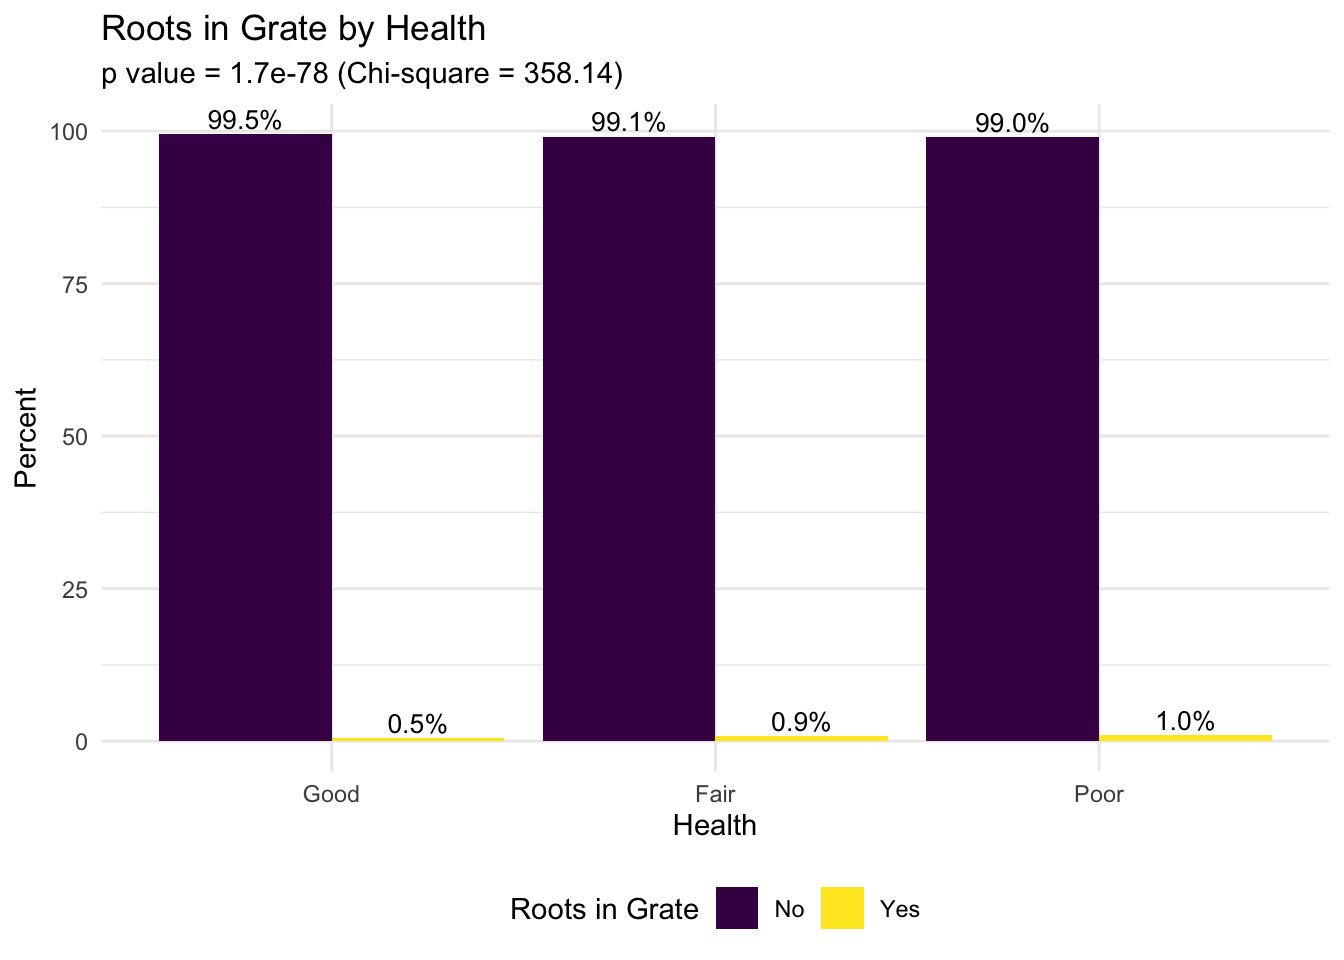 Roots in Grate by Health
p value = 1.7e-78 (Chi-square = 358.14)
Percent
100
75
50
25
0
99.5%
0.5%
99.1%
0.9%
99.0%
1.0%
Good
Fair
Poor
Health
Roots in Grate
No
Yes